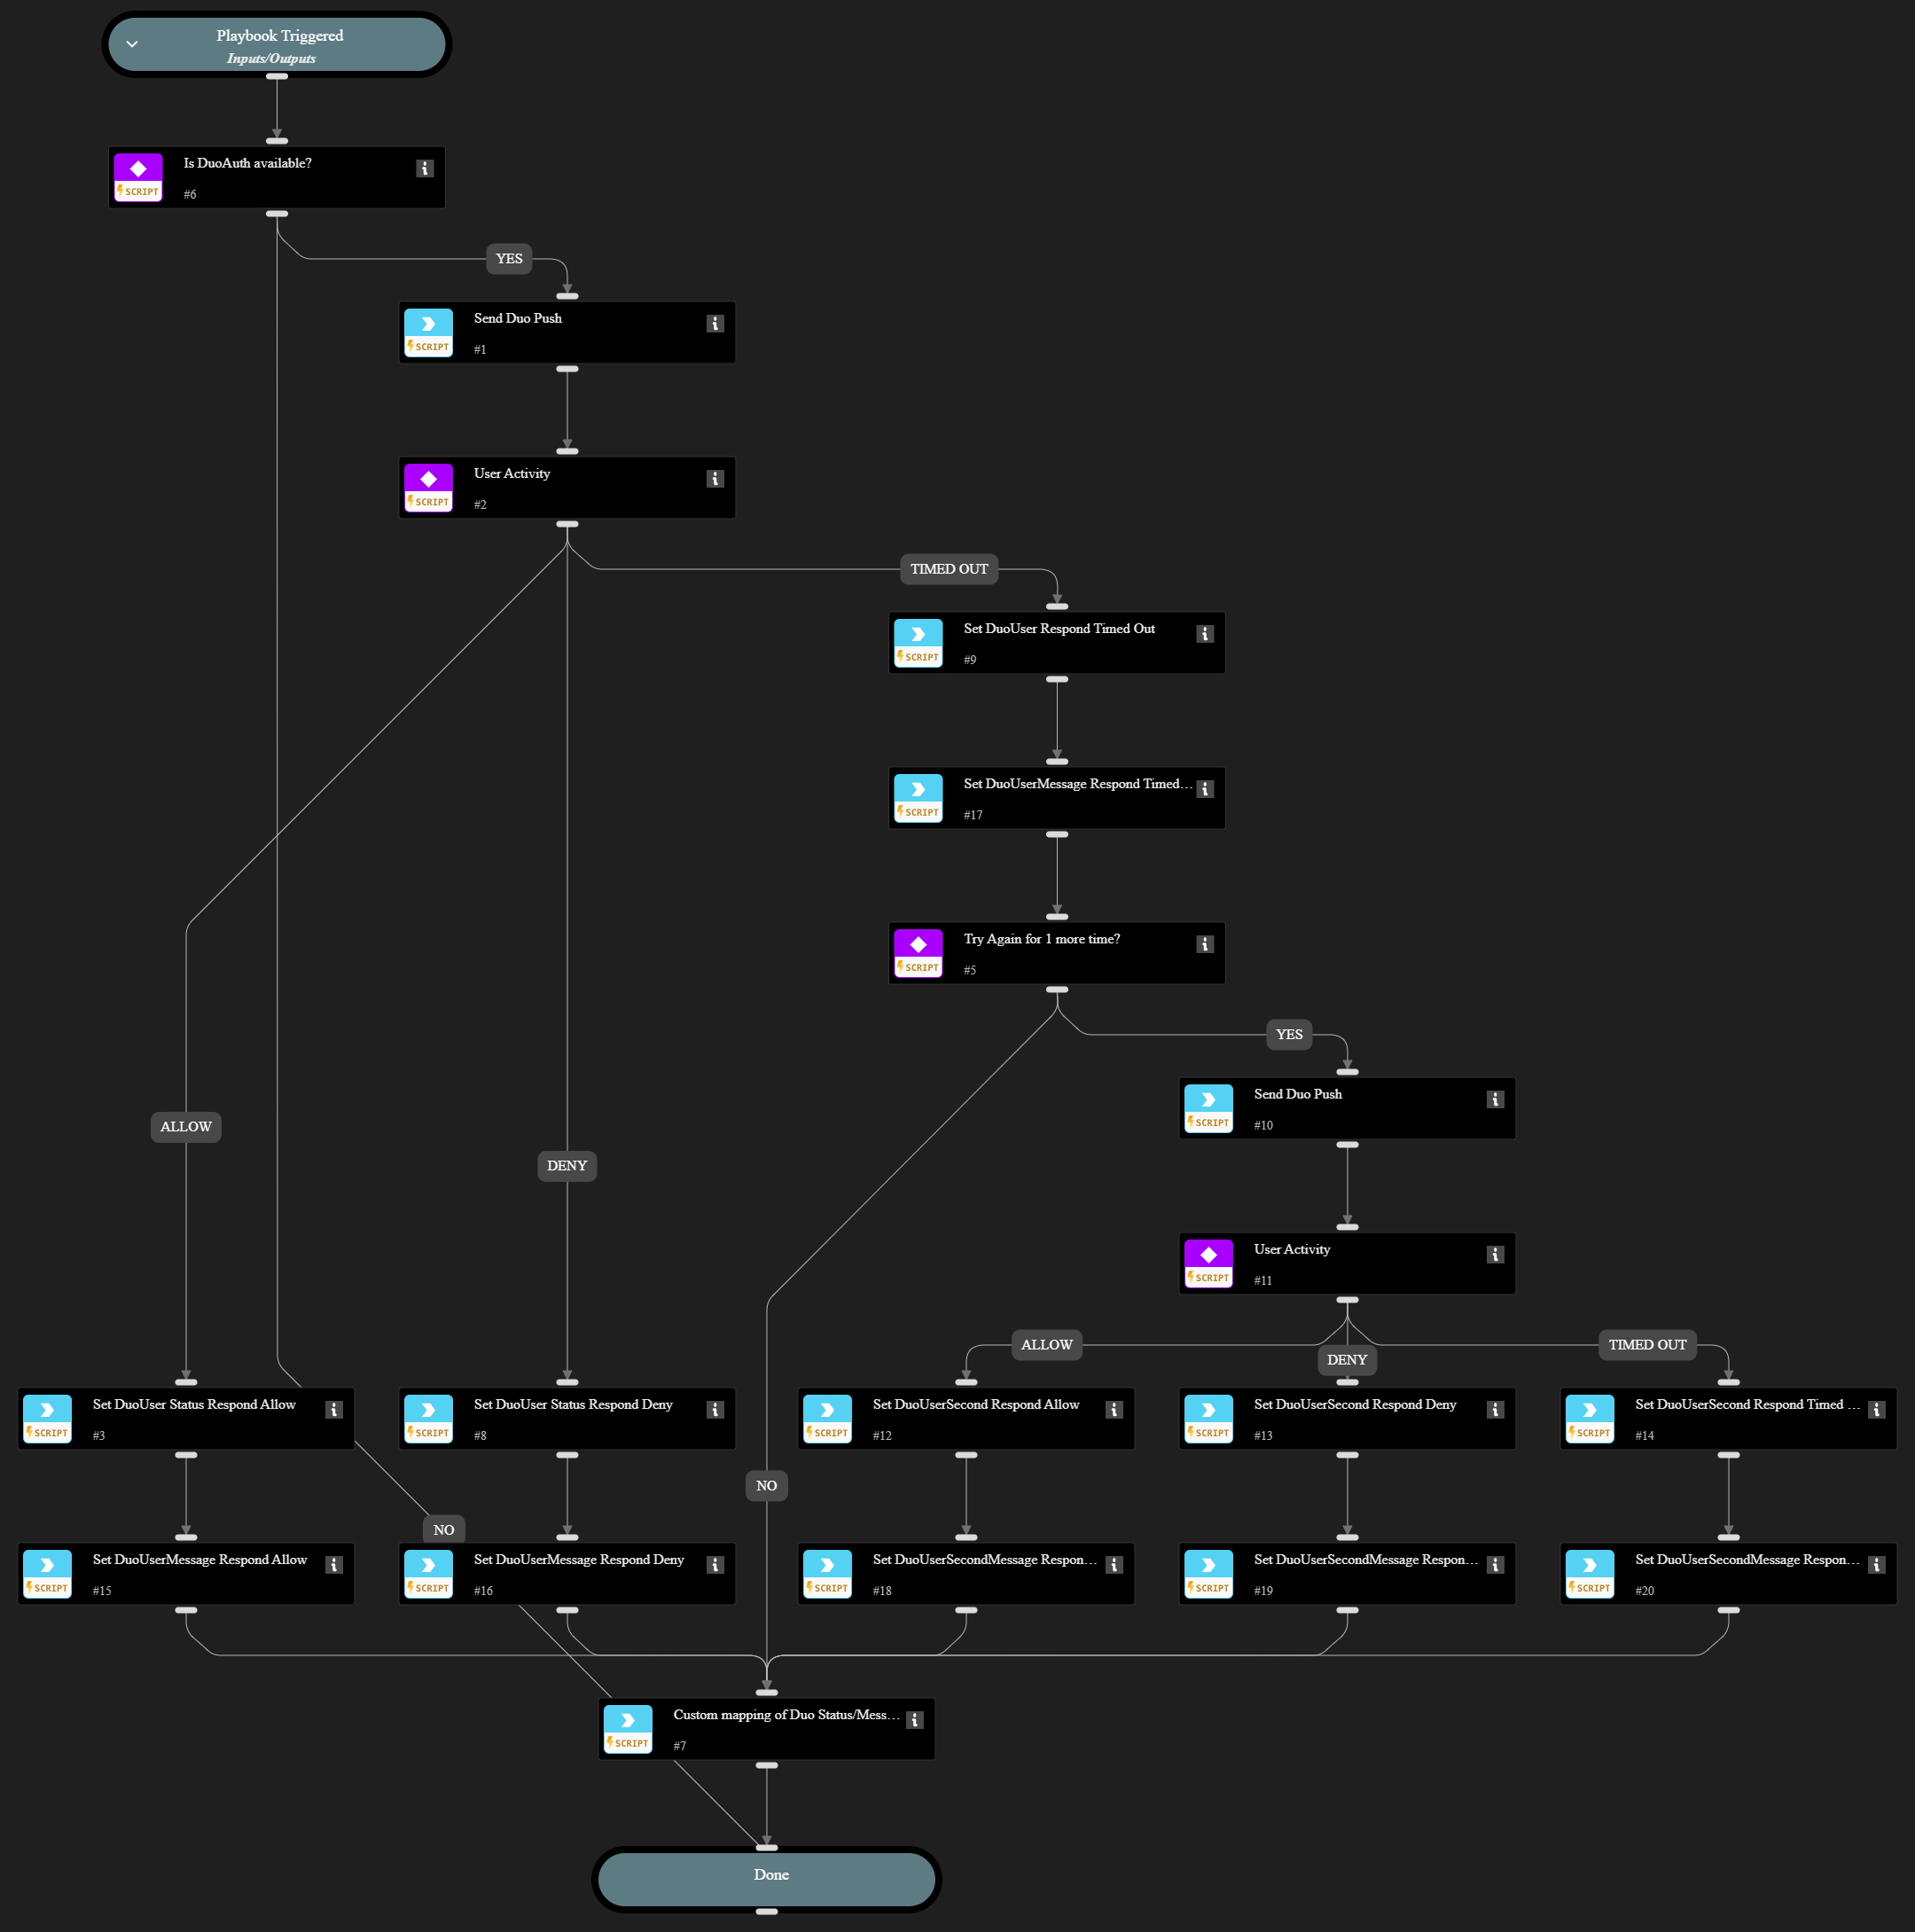 Playbook Triggered
Inputs/Outputs
Is DuoAuth available?
SCRIPT
#6
YES
Send Duo Push
SCRIPT
#1
User Activity
SCRIPT
#2
TIMED OUT
Set DuoUser Respond Timed Out
SCRIPT
#9
Set DuoUserMessage Respond Timed...
SCRIPT
#17
Try Again for 1 more time?
SCRIPT
#5
YES
Send Duo Push
SCRIPT
#10
ALLOW
DENY
User Activity
SCRIPT
#11
ALLOW
DENY
TIMED OUT
Set DuoUser Status Respond Allow
SCRIPT
#3
Set DuoUser Status Respond Deny
SCRIPT
#8
Set DuoUserSecond Respond Allow
SCRIPT
#12
Set DuoUserSecond Respond Deny
SCRIPT
#13
Set DuoUserSecond Respond Timed ...
SCRIPT
#14
NO
NO
Set DuoUserMessage Respond Allow
SCRIPT
#15
Set DuoUserMessage Respond Deny
SCRIPT
#16
Set DuoUserSecondMessage Respon...
SCRIPT
#18
Set DuoUserSecondMessage Respon...
SCRIPT
#19
Set DuoUserSecondMessage Respon...
SCRIPT
#20
Custom mapping of Duo Status/Mess...
SCRIPT
#7
Done